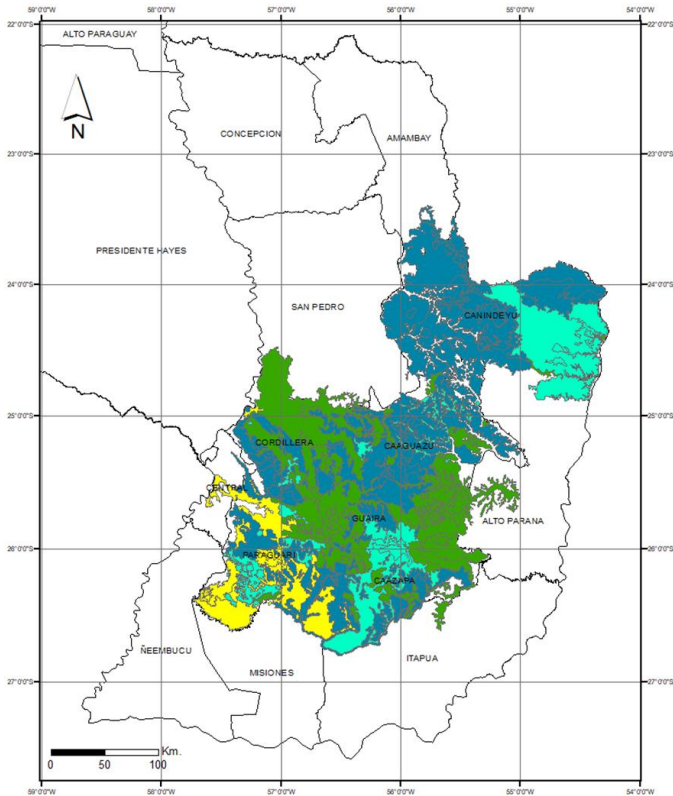 59°0'0"O 58°0'0"O 57°0'0"O 56°0'0"O 55°0'0"O 54°0'0"O
22°0'0"S 22°0'0"S
ALTO PARAGUAY
N
CONCEPCION
AMAMBAY
23°0'0"S 23°0'0"S
PRESIDENTE HAYES
24°0'0"S 24°0'0"S
SAN PEDRO
CANINDEYU
25°0'0"S 25°0'0"S
CORDILLERA
CAAGUAZU
CENTRAL
GUAIRA
ALTO PARANA
26°0'0"S 26°0'0"S
PARAGUARI
CAAZAPA
ÑEEMBUCU
ITAPUA
MISIONES
27°0'0"S 27°0'0"S
Km.
0 50 100
59°0'0"O 58°0'0"O 57°0'0"O 56°0'0"O 55°0'0"O 54°0'0"O